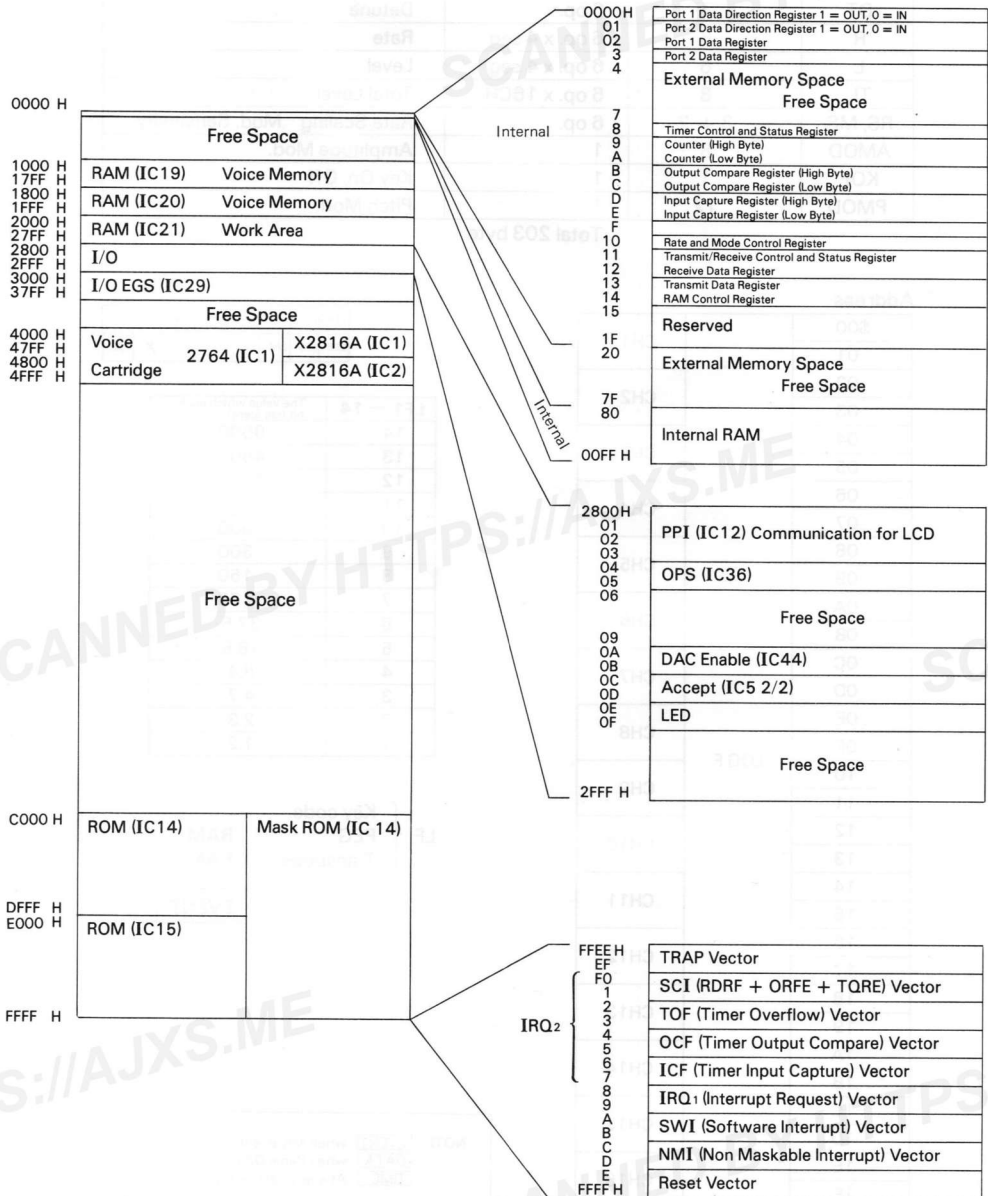 0000 H
Free Space
1000 H
17FF H
RAM (IC19) Voice Memory
1800 H
1FFF H
RAM (IC20) Voice Memory
2000 H
27FF H
RAM (IC21) Work Area
2800 H
2FFF H
I/O
3000 H
37FF H
I/O EGS (IC29)
Free Space
4000 H
47FF H
4800 H
4FFF H
Voice
Cartridge
2764 (IC1)
X2816A (IC1)
X2816A (IC2)
Free Space
C000 H
ROM (IC14)
Mask ROM (IC 14)
DFFF H
E000 H
ROM (IC15)
FFFF H
Internal
Internal
0000H
Port 1 Data Direction Register 1 = OUT, 0 = IN
01
Port 2 Data Direction Register 1 = OUT, 0 = IN
02
Port 1 Data Register
3
Port 2 Data Register
4
External Memory Space
Free Space
7
8
Timer Control and Status Register
9
Counter (High Byte)
A
Counter (Low Byte)
B
Output Compare Register (High Byte)
C
Output Compare Register (Low Byte)
D
Input Capture Register (High Byte)
E
Input Capture Register (Low Byte)
F
10
Rate and Mode Control Register
11
Transmit/Receive Control and Status Register
12
Receive Data Register
13
Transmit Data Register
14
RAM Control Register
15
Reserved
1F
20
External Memory Space
Free Space
7F
80
Internal RAM
00FF H
2800H
01
02
03
PPI (IC12) Communication for LCD
04
05
OPS (IC36)
06
Free Space
09
0A
0B
DAC Enable (IC44)
0C
0D
Accept (IC5 2/2)
0E
0F
LED
Free Space
2FFF H
IRQ2
FFEE H
EF
TRAP Vector
F0
1
SCI (RDRF + ORFE + TQRE) Vector
2
3
TOF (Timer Overflow) Vector
4
5
OCF (Timer Output Compare) Vector
6
7
ICF (Timer Input Capture) Vector
8
9
IRQ1 (Interrupt Request) Vector
A
B
SWI (Software Interrupt) Vector
C
D
NMI (Non Maskable Interrupt) Vector
E
FFFF H
Reset Vector
SCANNED BY HTTPS://AJXS.ME
S://AJXS.ME